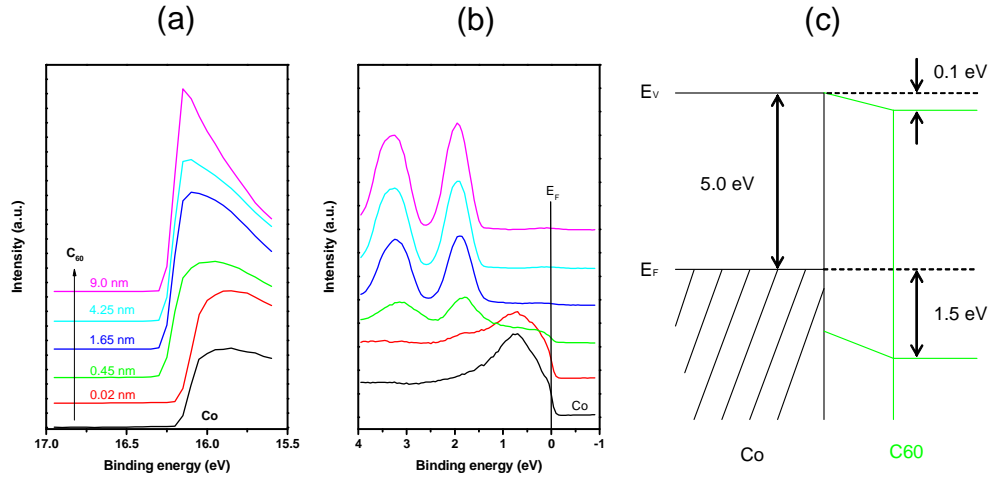 (a)
(b)
(c)
Intensity (a.u.)
C60
9.0 nm
4.25 nm
1.65 nm
0.45 nm
0.02 nm
Co
17.0 16.5 16.0 15.5
Binding energy (eV)
Intensity (a.u.)
EF
Co
4 3 2 1 0 -1
Binding energy (eV)
EV
0.1 eV
5.0 eV
EF
1.5 eV
Co
C60